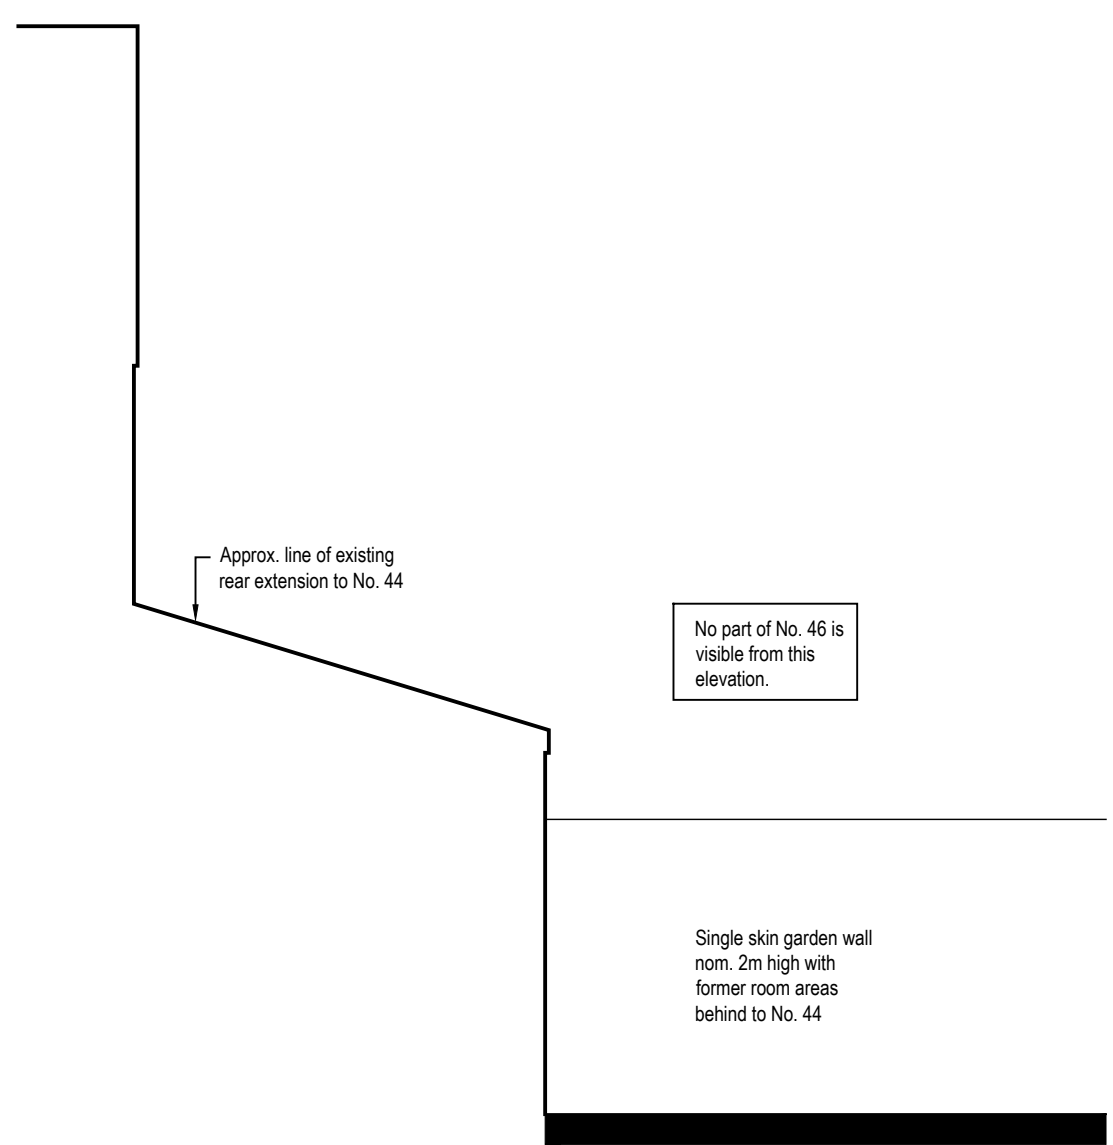 Approx. line of existing
rear extension to No. 44
No part of No. 46 is
visible from this
elevation.
Single skin garden wall
nom. 2m high with
former room areas
behind to No. 44